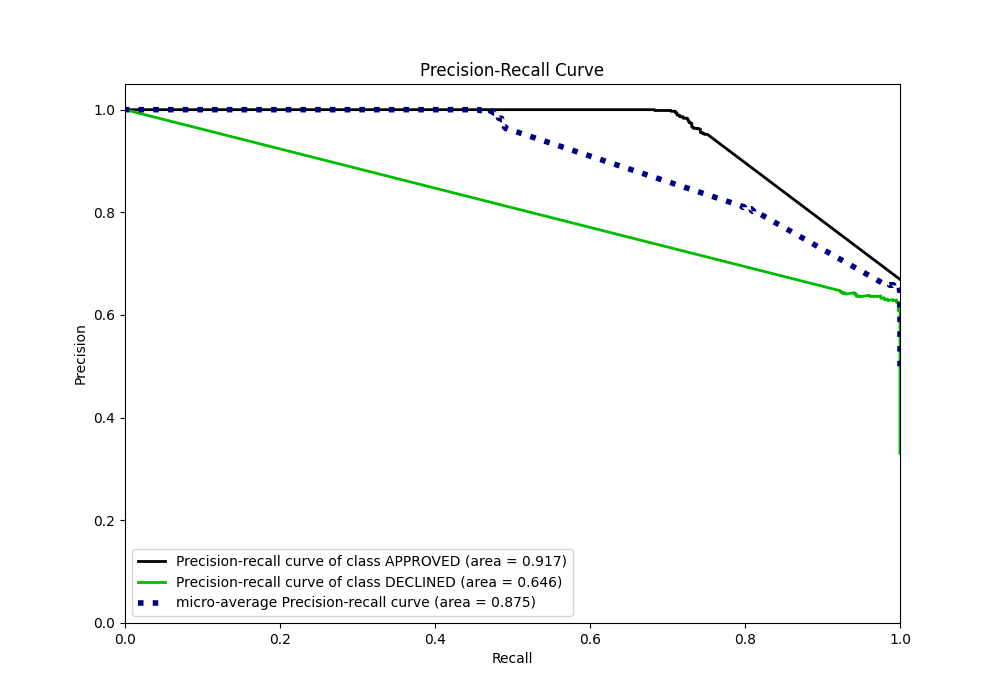 Precision-Recall Curve
1.0
0.8
0.6
0.4
0.2
0.0
Precision
Precision-recall curve of class APPROVED (area = 0.917)
Precision-recall curve of class DECLINED (area = 0.646)
micro-average Precision-recall curve (area = 0.875)
0.0 0.2 0.4 0.6 0.8 1.0
Recall